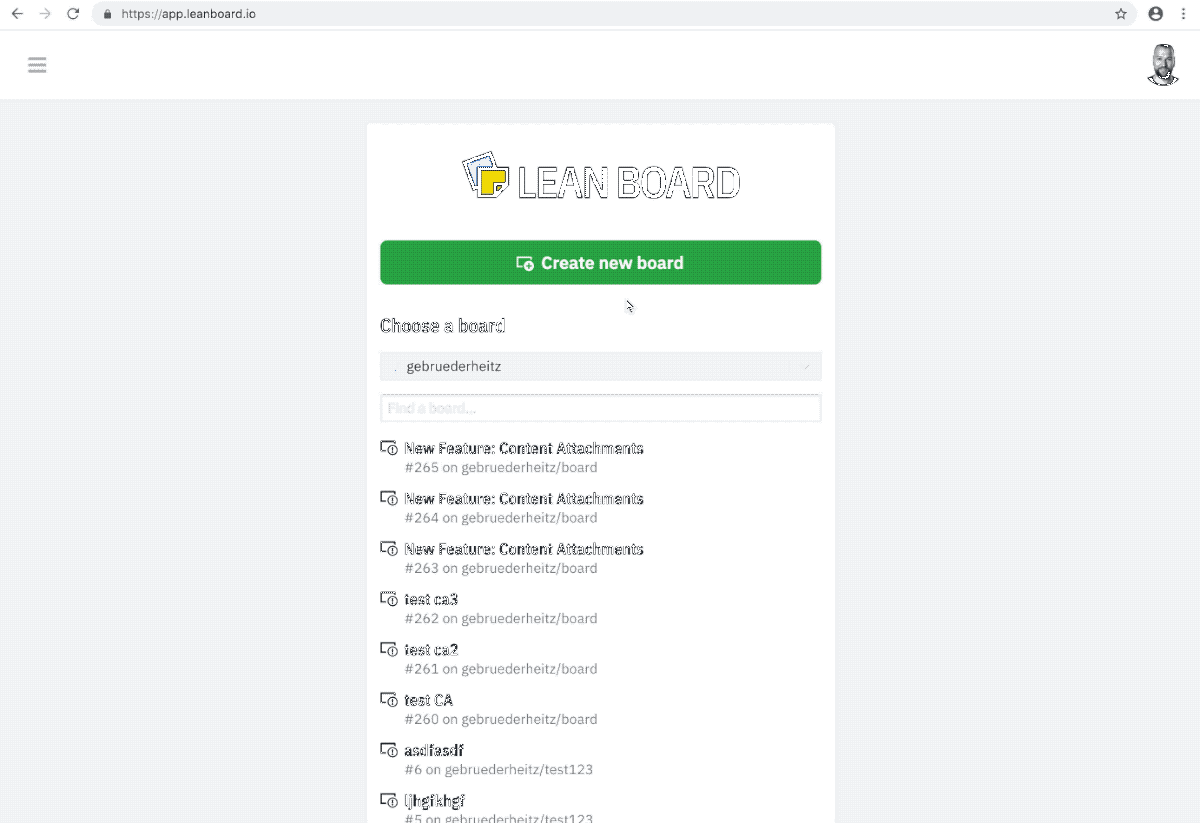 https://app.leanboard.io
LEAN BOARD
Create new board
Choose a board
gebruederheitz
Find a board...
New Feature: Content Attachments
#265 on gebruederheitz/board
New Feature: Content Attachments
#264 on gebruederheitz/board
New Feature: Content Attachments
#263 on gebruederheitz/board
test ca3
#262 on gebruederheitz/board
test ca2
#261 on gebruederheitz/board
test CA
#260 on gebruederheitz/board
asdfasdf
#6 on gebruederheitz/test123
ljhgfkhgf
#5 on gebruederheitz/test123